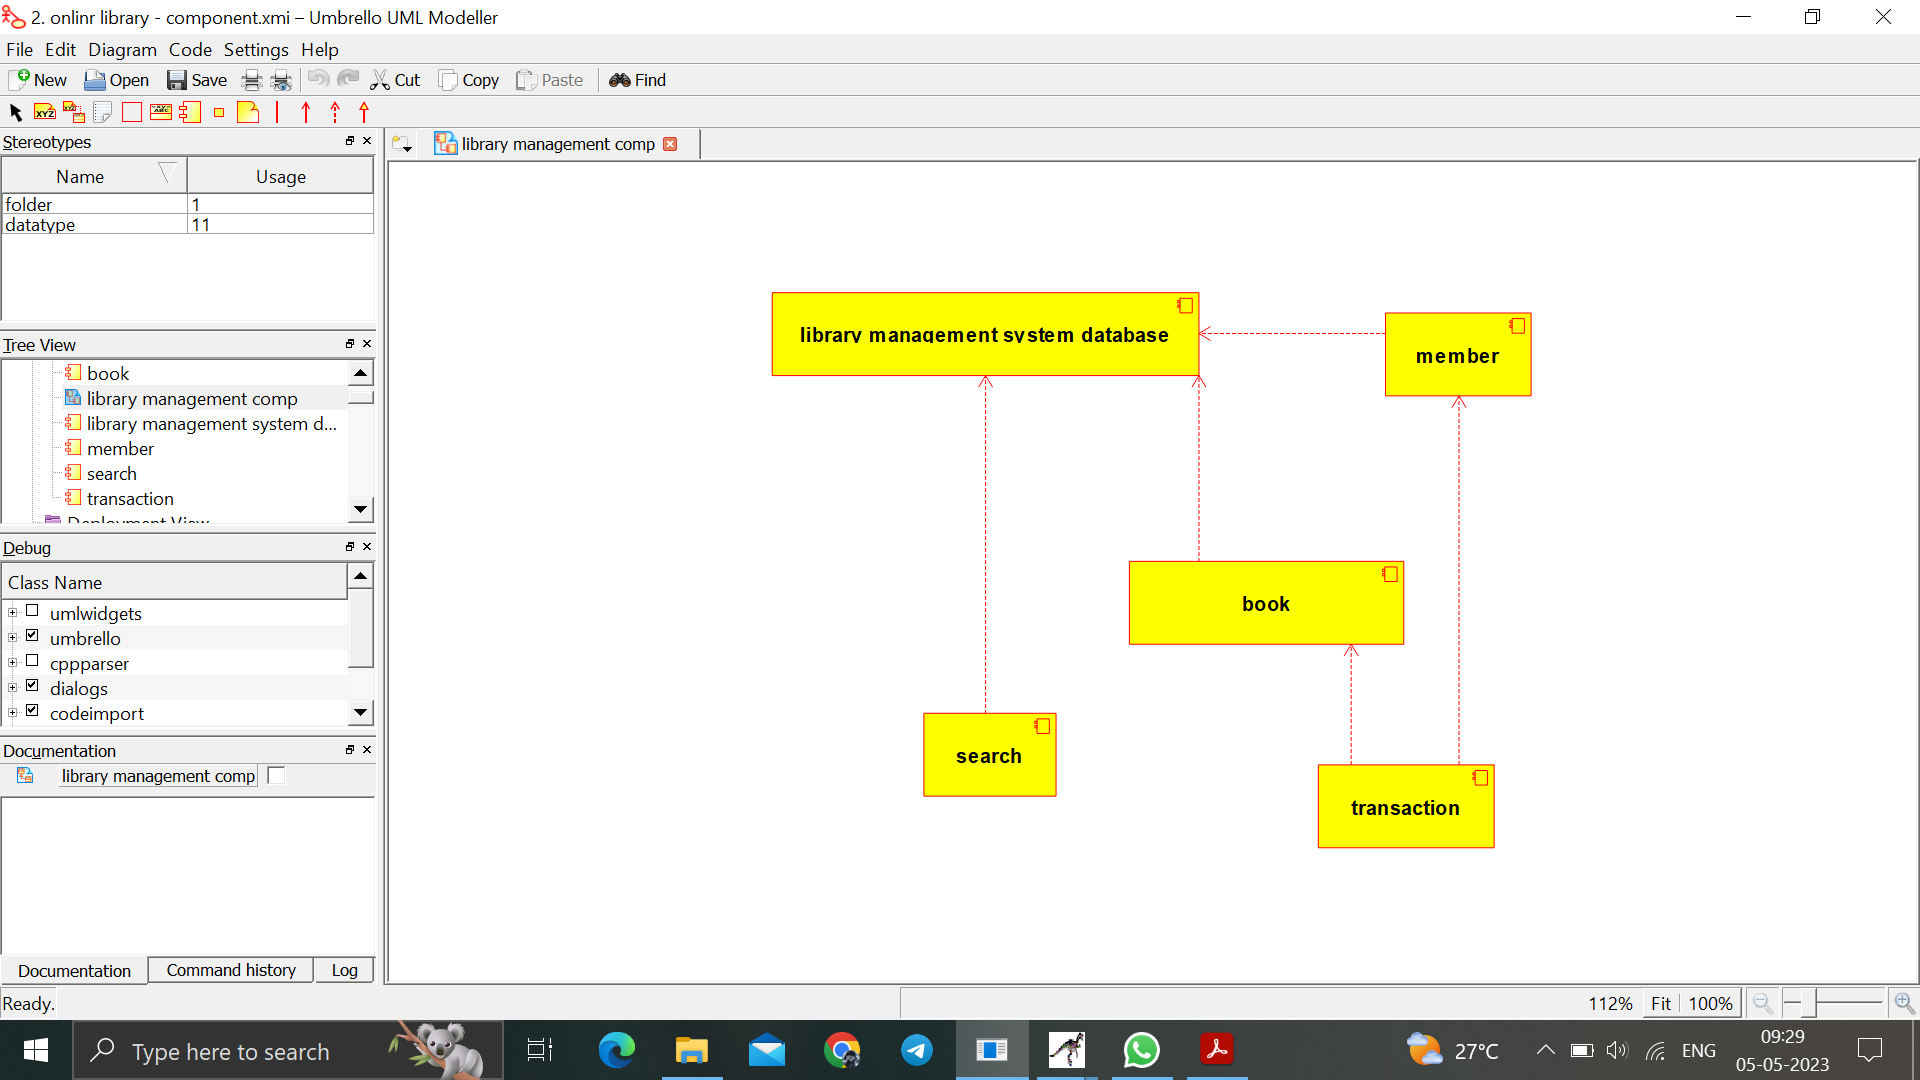 2. onlinr library - component.xmi – Umbrello UML Modeller
File Edit Diagram Code Settings Help
New Open Save Cut Copy Paste Find
XYZ
Stereotypes
library management comp
Name Usage
folder 1
datatype 11
Tree View
book
library management comp
library management system d...
member
search
transaction
Deployment View
Debug
Class Name
umlwidgets
umbrello
cppparser
dialogs
codeimport
Documentation
library management comp
Documentation Command history Log
library management system database
member
book
search
transaction
Ready.
112% Fit 100%
Type here to search
27°C ENG
09:29
05-05-2023